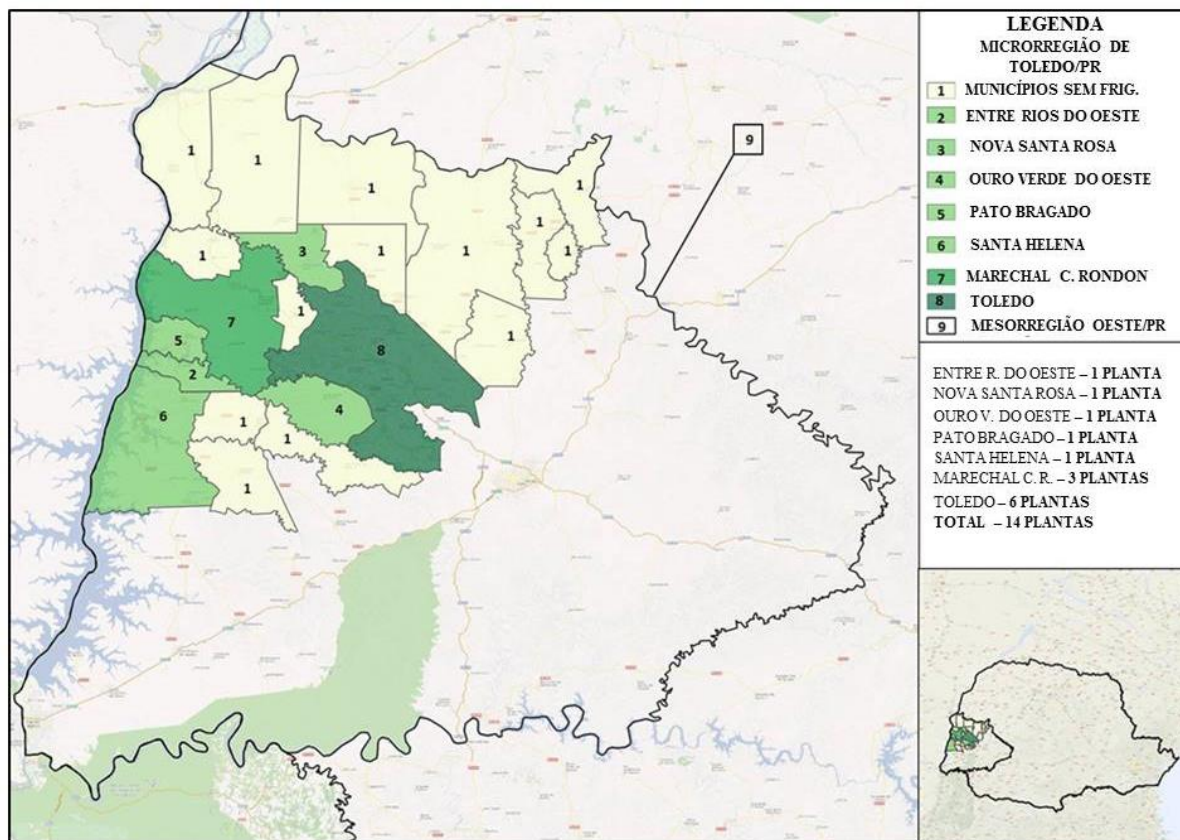 LEGENDA
MICRORREGIÃO DE
TOLEDO/PR
1 MUNICÍPIOS SEM FRIG.
2 ENTRE RIOS DO OESTE
3 NOVA SANTA ROSA
4 OURO VERDE DO OESTE
5 PATO BRAGADO
6 SANTA HELENA
7 MARECHAL C. RONDON
8 TOLEDO
9 MESORREGIÃO OESTE/PR
ENTRE R. DO OESTE – 1 PLANTA
NOVA SANTA ROSA – 1 PLANTA
OURO V. DO OESTE – 1 PLANTA
PATO BRAGADO – 1 PLANTA
SANTA HELENA – 1 PLANTA
MARECHAL C. R. – 3 PLANTAS
TOLEDO – 6 PLANTAS
TOTAL – 14 PLANTAS
9
1
1
1
1
1
1
1
3
1
1
1
7
1
1
5
8
2
6
4
1
1
1